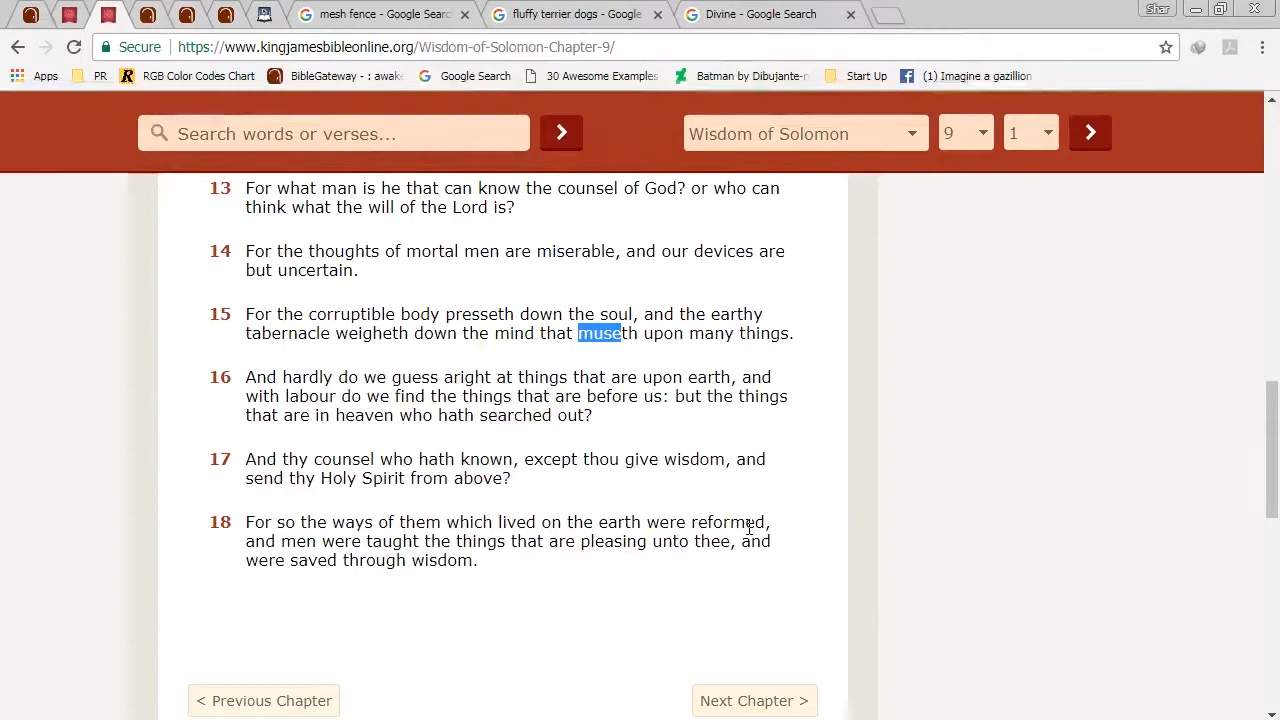 mesh fence - Google Searc
fluffy terrier dogs - Google
Divine - Google Search
Shar
Secure
https://www.kingjamesbibleonline.org/Wisdom-of-Solomon-Chapter-9/
Apps
PR
RGB Color Codes Chart
BibleGateway - : awake
Google Search
30 Awesome Examples
Batman by Dibujante-n
Start Up
(1) Imagine a gazillion
Search words or verses...
Wisdom of Solomon
9
1
13 For what man is he that can know the counsel of God? or who can
think what the will of the Lord is?
14 For the thoughts of mortal men are miserable, and our devices are
but uncertain.
15 For the corruptible body presseth down the soul, and the earthy
tabernacle weigheth down the mind that museth upon many things.
16 And hardly do we guess aright at things that are upon earth, and
with labour do we find the things that are before us: but the things
that are in heaven who hath searched out?
17 And thy counsel who hath known, except thou give wisdom, and
send thy Holy Spirit from above?
18 For so the ways of them which lived on the earth were reformed,
and men were taught the things that are pleasing unto thee, and
were saved through wisdom.
< Previous Chapter
Next Chapter >